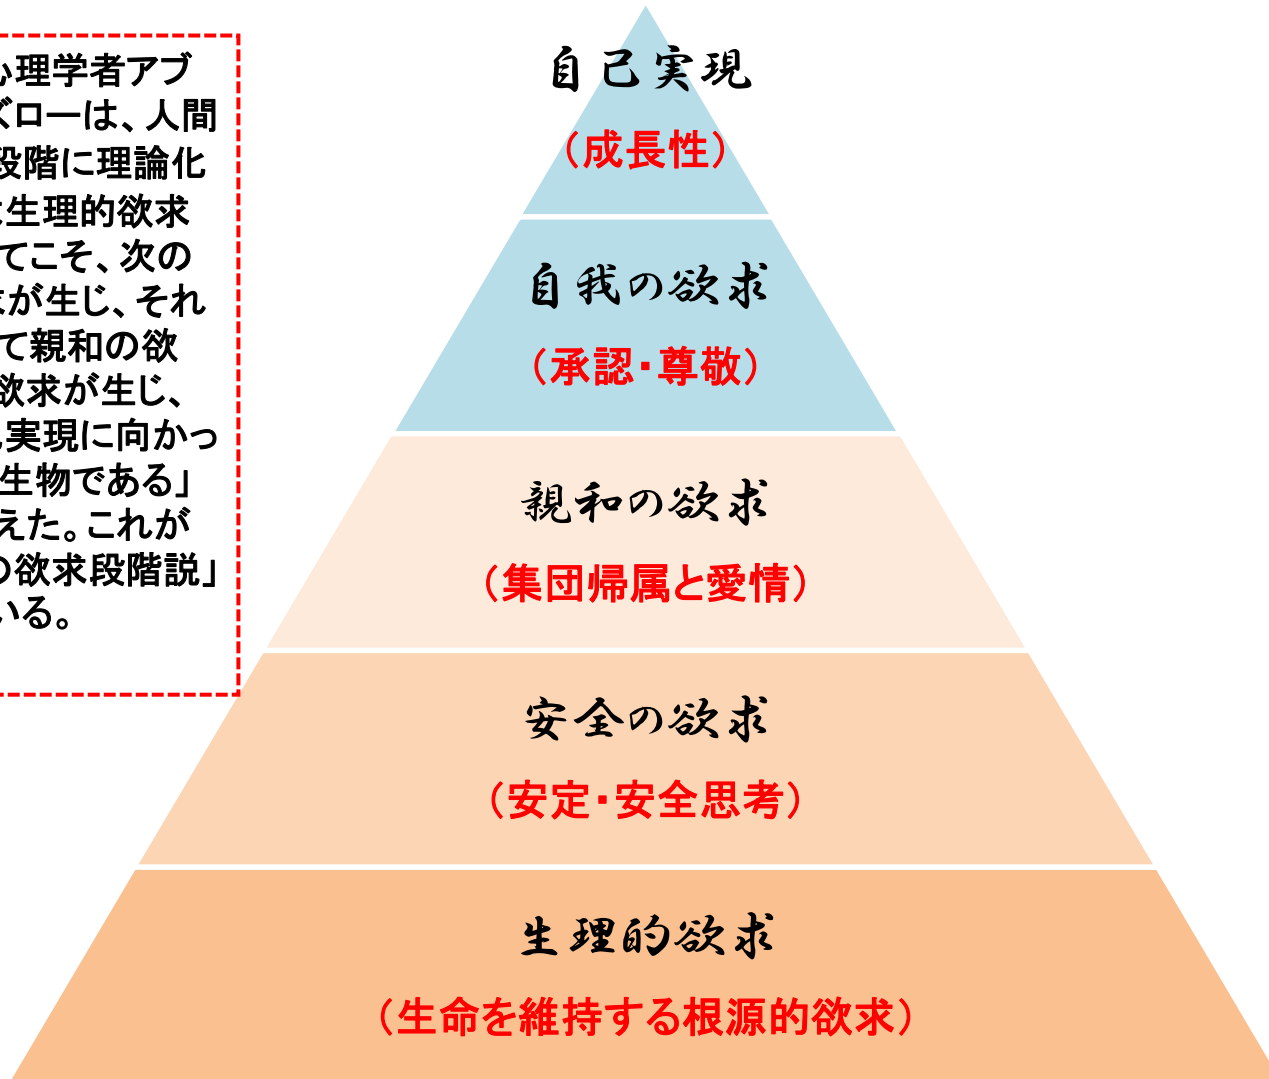 心理学者アブ
ズローは、人間
段階に理論化
生理的欲求
てこそ、次の
が生じ、それ
て親和の欲
欲求が生じ、
実現に向かっ
生物である」
えた。これが
の欲求段階説」
いる。
自己実現
（成長性）
自我の欲求
（承認・尊敬）
親和の欲求
（集団帰属と愛情）
安全の欲求
（安定・安全思考）
生理的欲求
（生命を維持する根源的欲求）